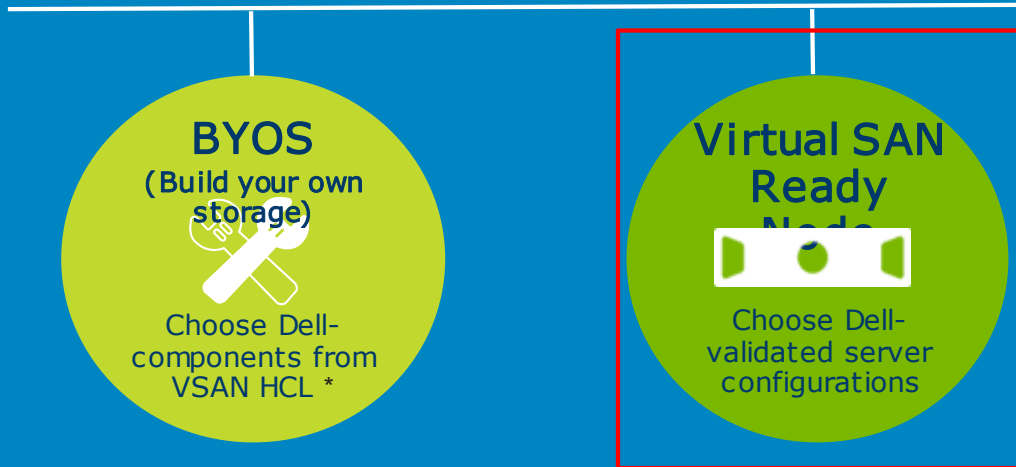 BYOS
(Build your own
storage)
Choose Dell-
components from
VSAN HCL *
Virtual SAN
Ready
Node
Choose Dell-
validated server
configurations